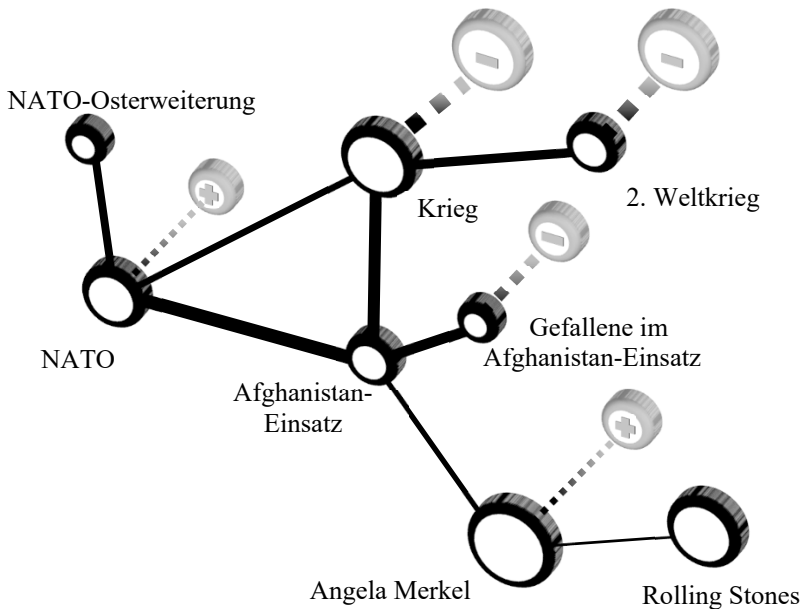 NATO-Osterweiterung
Krieg
2. Weltkrieg
NATO
Gefallene im
Afghanistan-Einsatz
Afghanistan-
Einsatz
Angela Merkel
Rolling Stones